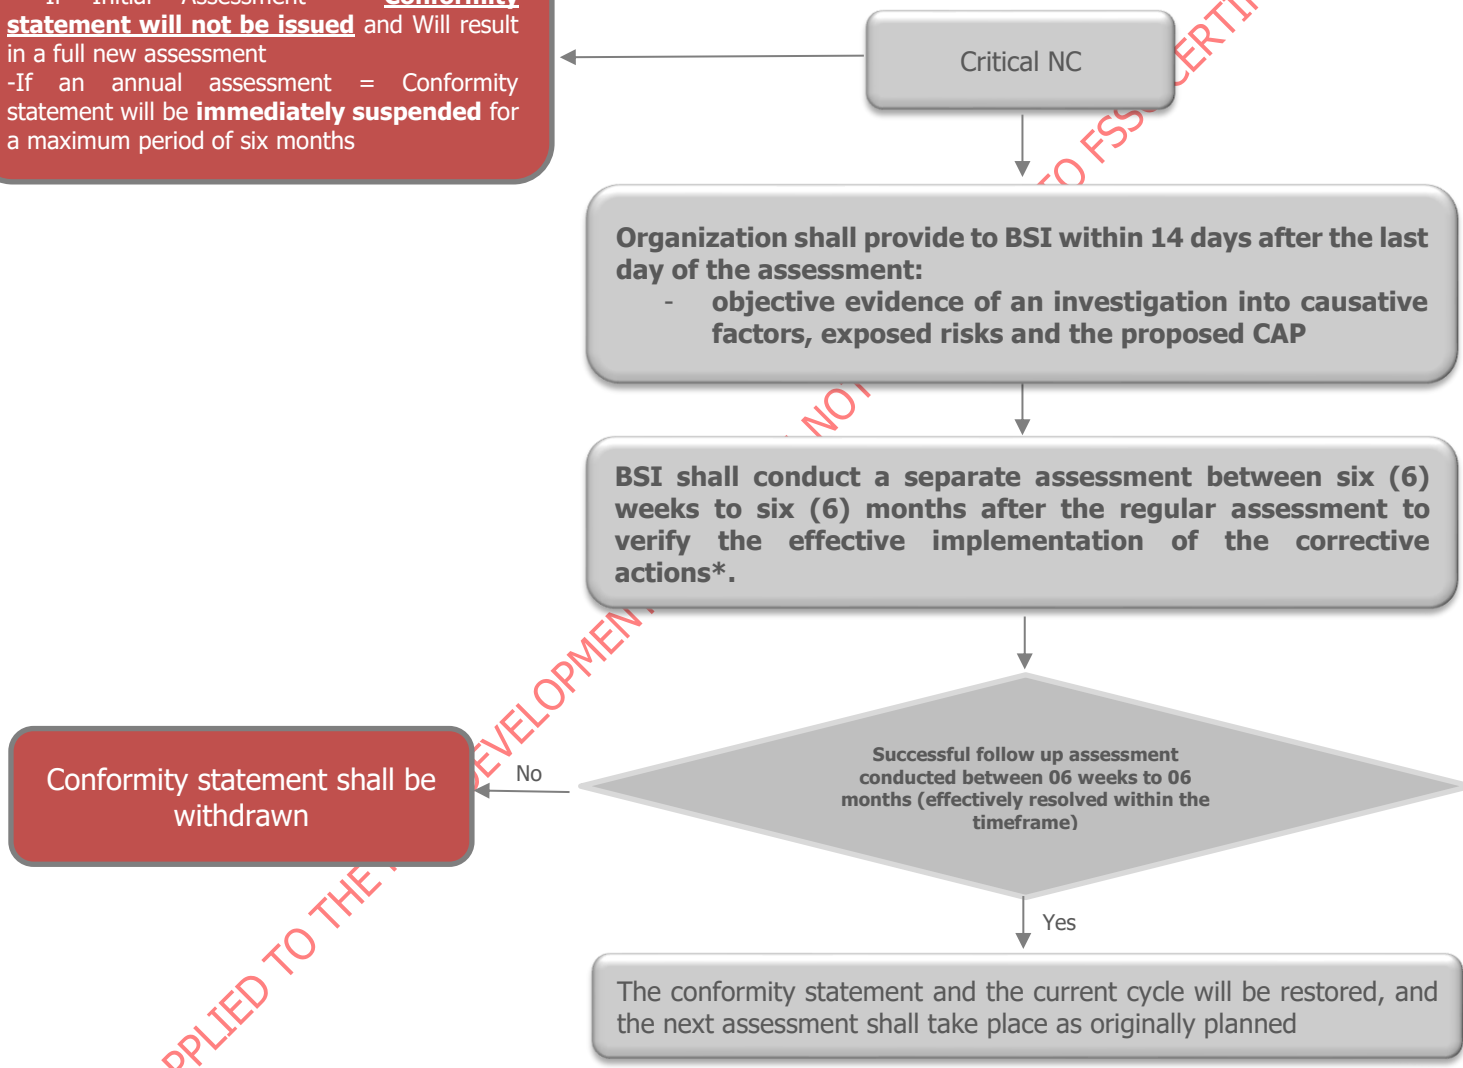 statement will not be issued and Will result
in a full new assessment
-If an annual assessment = Conformity
statement will be immediately suspended for
a maximum period of six months
Critical NC
Organization shall provide to BSI within 14 days after the last
day of the assessment:
- objective evidence of an investigation into causative
factors, exposed risks and the proposed CAP
BSI shall conduct a separate assessment between six (6)
weeks to six (6) months after the regular assessment to
verify the effective implementation of the corrective
actions*.
Successful follow up assessment
conducted between 06 weeks to 06
months (effectively resolved within the
timeframe)
No
Conformity statement shall be
withdrawn
Yes
The conformity statement and the current cycle will be restored, and
the next assessment shall take place as originally planned
TO THE
NOT
TO FSS